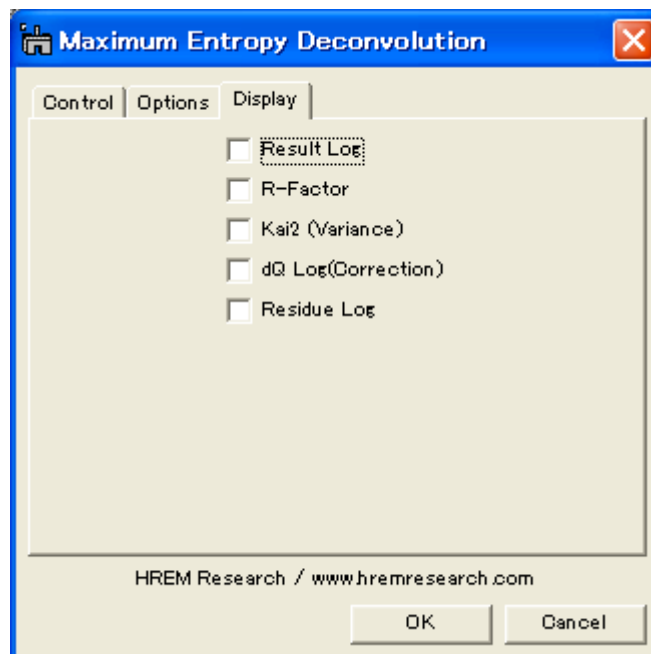 Maximum Entropy Deconvolution
Control Options Display
Result Log
R-Factor
Kai2 (Variance)
dQ Log(Correction)
Residue Log
HREM Research / www.hremresearch.com
OK Cancel